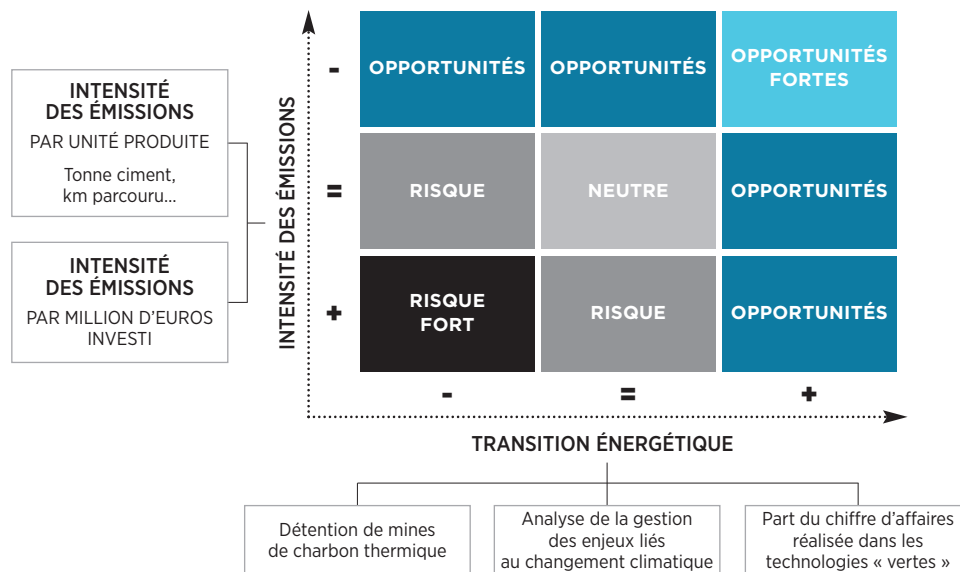 INTENSITÉ
DES ÉMISSIONS
PAR UNITÉ PRODUITE
Tonne ciment,
km parcouru...
INTENSITÉ
DES ÉMISSIONS
PAR MILLION D'EUROS
INVESTI
INTENSITÉ DES ÉMISSIONS
-
OPPORTUNITÉS
OPPORTUNITÉS
OPPORTUNITÉS
FORTES
=
RISQUE
NEUTRE
OPPORTUNITÉS
+
RISQUE
FORT
RISQUE
OPPORTUNITÉS
-
=
+
TRANSITION ÉNERGÉTIQUE
Détention de mines
de charbon thermique
Analyse de la gestion
des enjeux liés
au changement climatique
Part du chiffre d'affaires
réalisée dans les
technologies « vertes »